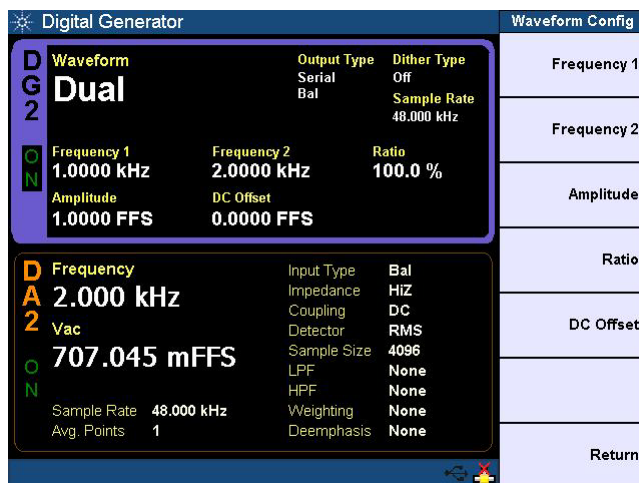 Digital Generator
Waveform Config
DG2
ON
Waveform
Dual
Output Type
Serial
Bal
Dither Type
Off
Sample Rate
48.000 kHz
Frequency 1
1.0000 kHz
Frequency 2
2.0000 kHz
Ratio
100.0 %
Amplitude
1.0000 FFS
DC Offset
0.0000 FFS
DA2
ON
Frequency
2.000 kHz
Vac
707.045 mFFS
Sample Rate 48.000 kHz
Avg. Points 1
Input Type Bal
Impedance HiZ
Coupling DC
Detector RMS
Sample Size 4096
LPF None
HPF None
Weighting None
Deemphasis None
Frequency 1
Frequency 2
Amplitude
Ratio
DC Offset
Return